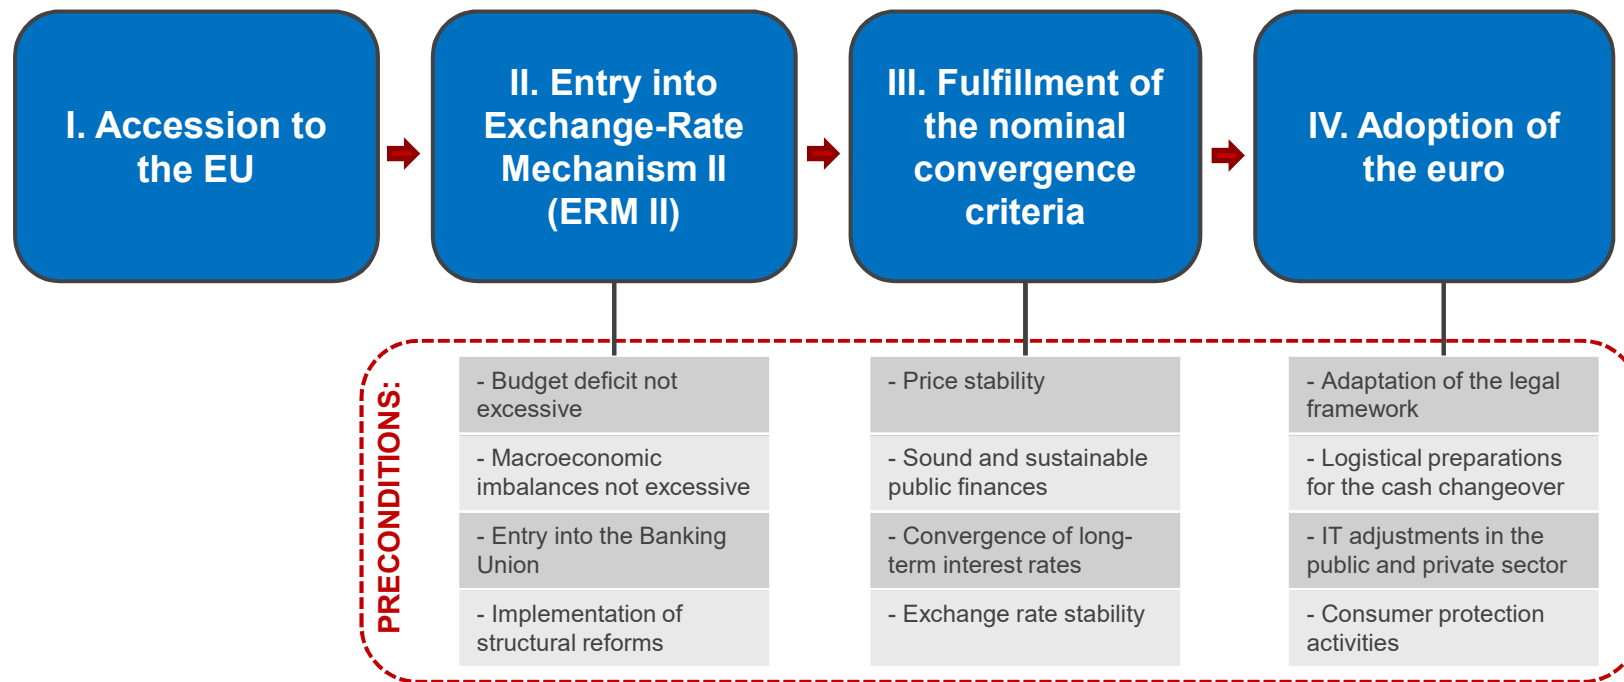 I. Accession to
the EU
II. Entry into
Exchange-Rate
Mechanism II
(ERM II)
III. Fulfillment of
the nominal
convergence
criteria
IV. Adoption of
the euro
PRECONDITIONS:
- Budget deficit not
excessive
- Macroeconomic
imbalances not excessive
- Entry into the Banking
Union
- Implementation of
structural reforms
- Price stability
- Sound and sustainable
public finances
- Convergence of long-
term interest rates
- Exchange rate stability
- Adaptation of the legal
framework
- Logistical preparations
for the cash changeover
- IT adjustments in the
public and private sector
- Consumer protection
activities